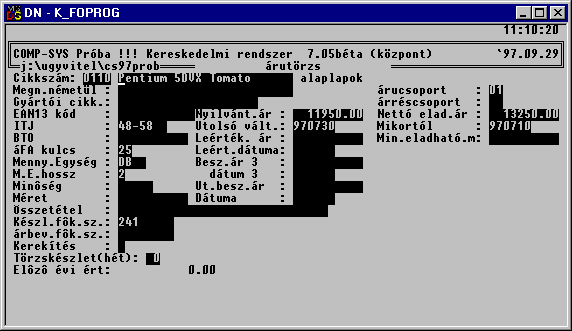 DN - K_FOPROG
11:10:20
COMP-SYS Próba !!! Kereskedelmi rendszer 7.05béta (központ) `97.09.29
j:\ugyvitel\cs97prob árutörzs
Cikkszám: 0110 Pentium 5DVX Tomato alaplapok
Megn.németül : árucsoport : 01
Gyártói cikk.: árréscsoport :
EAN13 kód : Nyilvánt.ár : 11950.00 Nettó elad.ár : 13250.00
ITJ : 48-58 Utolsó vált.: 970730 Mikortól : 970710
BTO : Leérték. ár : Min.eladható.m:
áFA kulcs : 25 Leért.dátuma:
Menny.Egység : DB Besz.ár 3 :
M.E.hossz : 2 dátum 3 :
Minôség : Ut.besz.ár :
Méret : Dátuma :
Összetétel :
Készl.fôk.sz.: 241
árbev.fôk.sz.:
Kerekítés :
Törzskészlet(hét): 0
Elôzô évi ért: 0.00